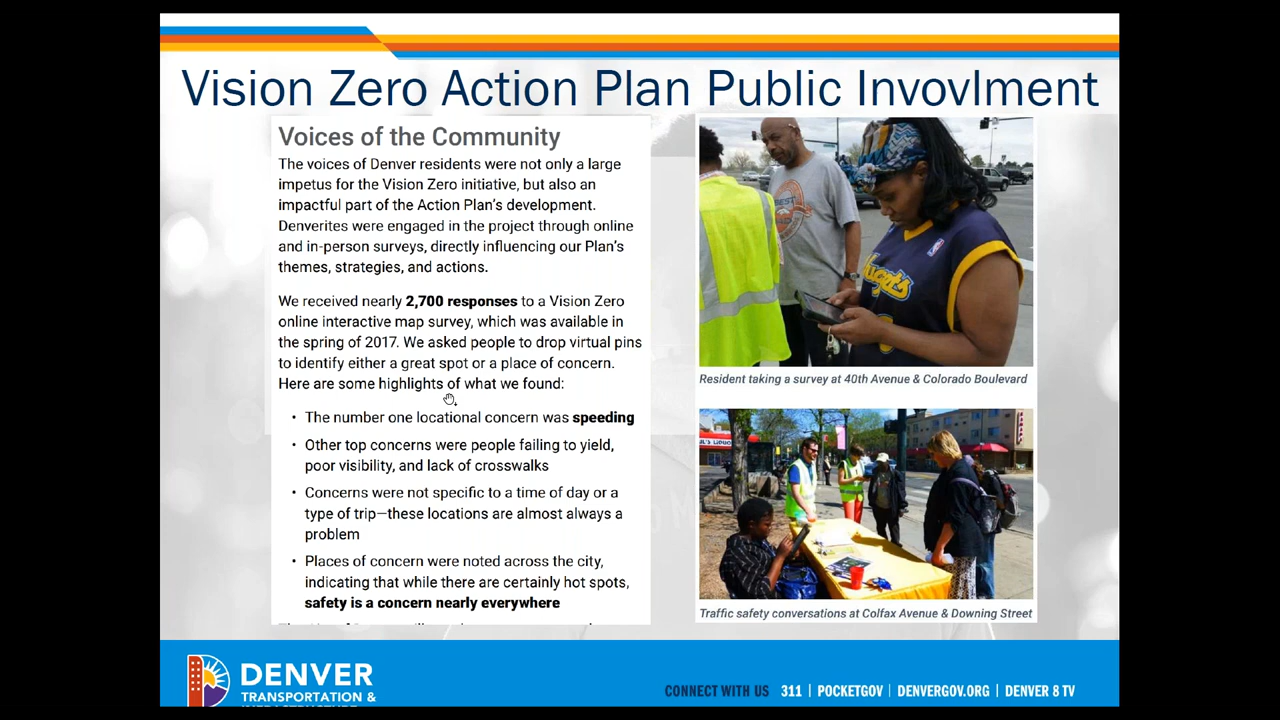 Vision Zero Action Plan Public Invovlment
Voices of the Community
The voices of Denver residents were not only a large
impetus for the Vision Zero initiative, but also an
impactful part of the Action Plan's development.
Denverites were engaged in the project through online
and in-person surveys, directly influencing our Plan's
themes, strategies, and actions.
We received nearly 2,700 responses to a Vision Zero
online interactive map survey, which was available in
the spring of 2017. We asked people to drop virtual pins
to identify either a great spot or a place of concern.
Here are some highlights of what we found:
• The number one locational concern was speeding
• Other top concerns were people failing to yield,
poor visibility, and lack of crosswalks
• Concerns were not specific to a time of day or a
type of trip—these locations are almost always a
problem
• Places of concern were noted across the city,
indicating that while there are certainly hot spots,
safety is a concern nearly everywhere
Nuggets
Resident taking a survey at 40th Avenue & Colorado Boulevard
Traffic safety conversations at Colfax Avenue & Downing Street
DENVER
TRANSPORTATION &
INFRASTRUCTURE
CONNECT WITH US 311 | POCKETGOV | DENVERGOV.ORG | DENVER 8 TV